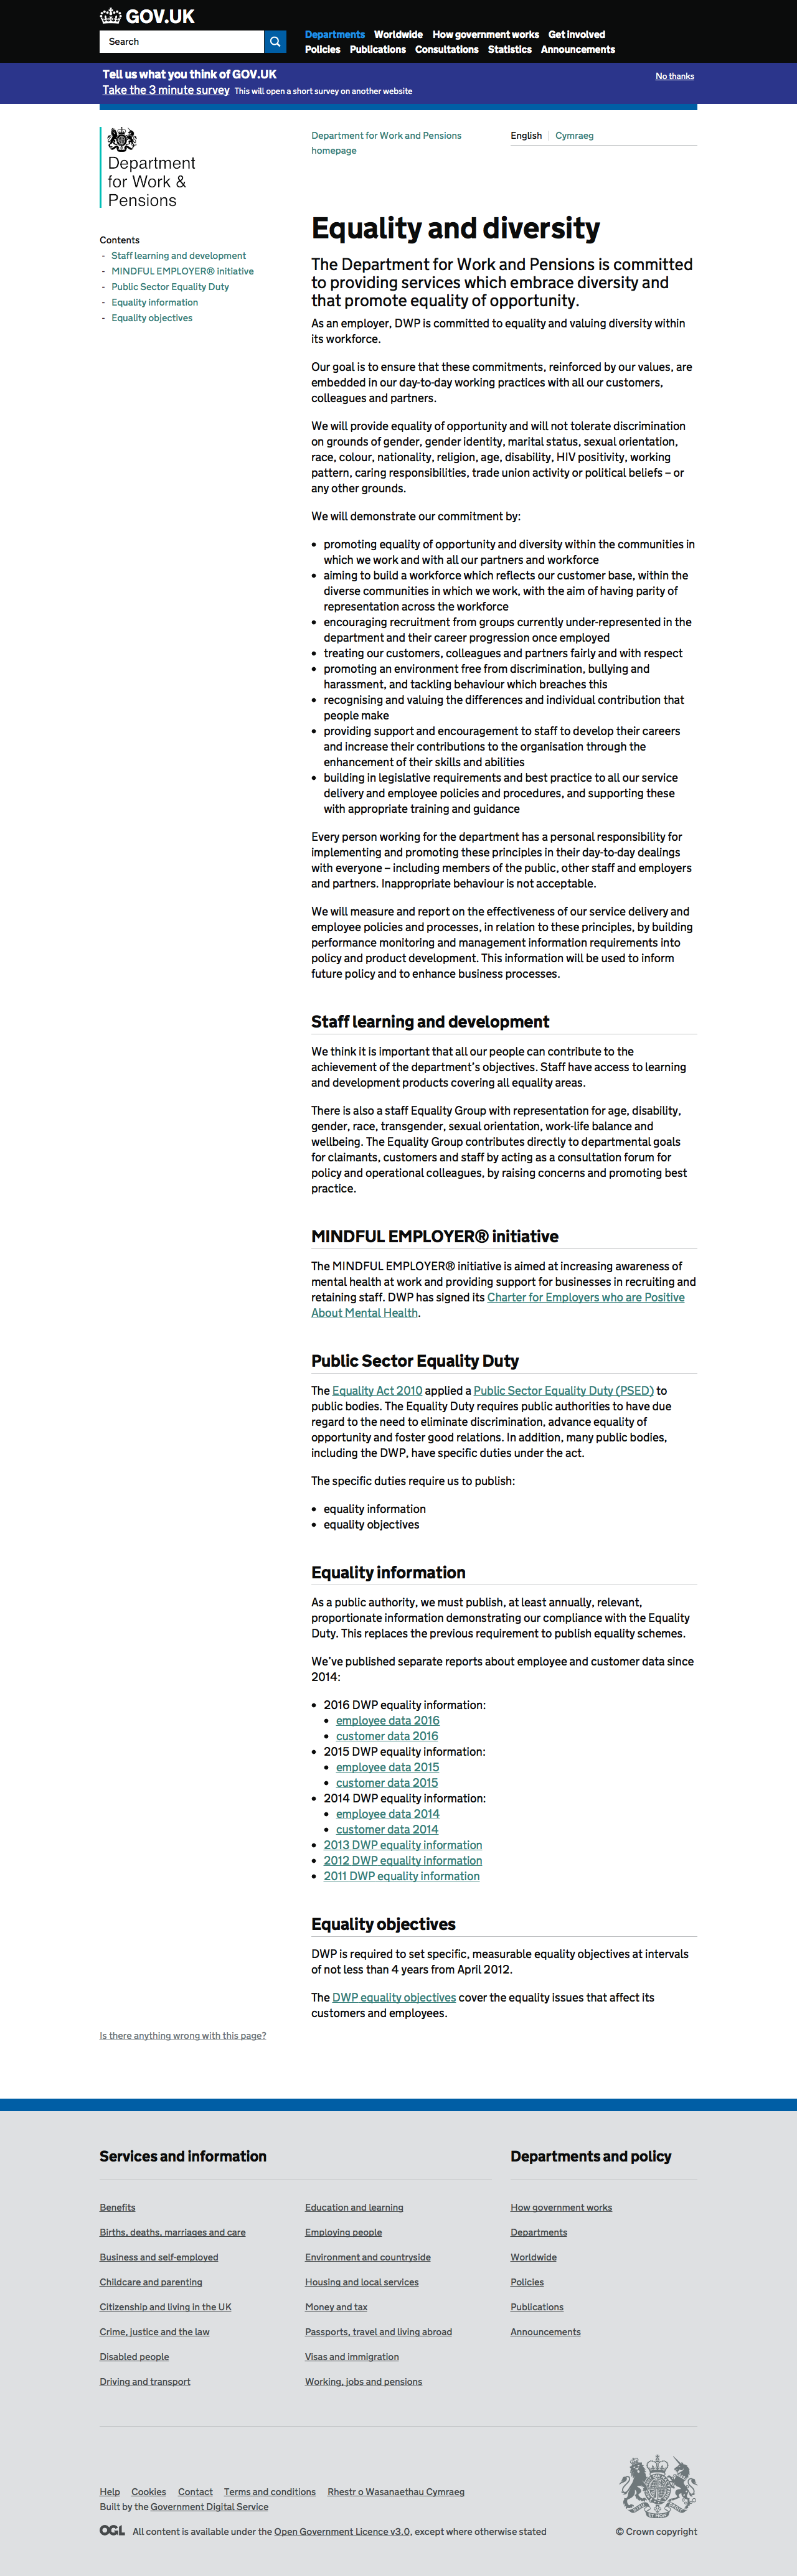 GOV.UK
Search
Departments Worldwide How government works Get involved
Policies Publications Consultations Statistics Announcements
Tell us what you think of GOV.UK
No thanks
Take the 3 minute survey This will open a short survey on another website
Department for Work and Pensions
homepage
English Cymraeg
Department
for Work &
Pensions
Contents
- Staff learning and development
- MINDFUL EMPLOYER® initiative
- Public Sector Equality Duty
- Equality information
- Equality objectives
Equality and diversity
The Department for Work and Pensions is committed
to providing services which embrace diversity and
that promote equality of opportunity.
As an employer, DWP is committed to equality and valuing diversity within
its workforce.
Our goal is to ensure that these commitments, reinforced by our values, are
embedded in our day-to-day working practices with all our customers,
colleagues and partners.
We will provide equality of opportunity and will not tolerate discrimination
on grounds of gender, gender identity, marital status, sexual orientation,
race, colour, nationality, religion, age, disability, HIV positivity, working
pattern, caring responsibilities, trade union activity or political beliefs – or
any other grounds.
We will demonstrate our commitment by:
• promoting equality of opportunity and diversity within the communities in
which we work and with all our partners and workforce
• aiming to build a workforce which reflects our customer base, within the
diverse communities in which we work, with the aim of having parity of
representation across the workforce
• encouraging recruitment from groups currently under-represented in the
department and their career progression once employed
• treating our customers, colleagues and partners fairly and with respect
• promoting an environment free from discrimination, bullying and
harassment, and tackling behaviour which breaches this
• recognising and valuing the differences and individual contribution that
people make
• providing support and encouragement to staff to develop their careers
and increase their contributions to the organisation through the
enhancement of their skills and abilities
• building in legislative requirements and best practice to all our service
delivery and employee policies and procedures, and supporting these
with appropriate training and guidance
Every person working for the department has a personal responsibility for
implementing and promoting these principles in their day-to-day dealings
with everyone – including members of the public, other staff and employers
and partners. Inappropriate behaviour is not acceptable.
We will measure and report on the effectiveness of our service delivery and
employee policies and processes, in relation to these principles, by building
performance monitoring and management information requirements into
policy and product development. This information will be used to inform
future policy and to enhance business processes.
Staff learning and development
We think it is important that all our people can contribute to the
achievement of the department's objectives. Staff have access to learning
and development products covering all equality areas.
There is also a staff Equality Group with representation for age, disability,
gender, race, transgender, sexual orientation, work-life balance and
wellbeing. The Equality Group contributes directly to departmental goals
for claimants, customers and staff by acting as a consultation forum for
policy and operational colleagues, by raising concerns and promoting best
practice.
MINDFUL EMPLOYER® initiative
The MINDFUL EMPLOYER® initiative is aimed at increasing awareness of
mental health at work and providing support for businesses in recruiting and
retaining staff. DWP has signed its Charter for Employers who are Positive
About Mental Health.
Public Sector Equality Duty
The Equality Act 2010 applied a Public Sector Equality Duty (PSED) to
public bodies. The Equality Duty requires public authorities to have due
regard to the need to eliminate discrimination, advance equality of
opportunity and foster good relations. In addition, many public bodies,
including the DWP, have specific duties under the act.
The specific duties require us to publish:
• equality information
• equality objectives
Equality information
As a public authority, we must publish, at least annually, relevant,
proportionate information demonstrating our compliance with the Equality
Duty. This replaces the previous requirement to publish equality schemes.
We've published separate reports about employee and customer data since
2014:
• 2016 DWP equality information:
• employee data 2016
• customer data 2016
• 2015 DWP equality information:
• employee data 2015
• customer data 2015
• 2014 DWP equality information:
• employee data 2014
• customer data 2014
• 2013 DWP equality information
• 2012 DWP equality information
• 2011 DWP equality information
Equality objectives
DWP is required to set specific, measurable equality objectives at intervals
of not less than 4 years from April 2012.
The DWP equality objectives cover the equality issues that affect its
customers and employees.
Is there anything wrong with this page?
Services and information
Benefits
Births, deaths, marriages and care
Business and self-employed
Childcare and parenting
Citizenship and living in the UK
Crime, justice and the law
Disabled people
Driving and transport
Education and learning
Employing people
Environment and countryside
Housing and local services
Money and tax
Passports, travel and living abroad
Visas and immigration
Working, jobs and pensions
Departments and policy
How government works
Departments
Worldwide
Policies
Publications
Announcements
Help Cookies Contact Terms and conditions Rhestr o Wasanaethau Cymraeg
Built by the Government Digital Service
OGL All content is available under the Open Government Licence v3.0, except where otherwise stated
© Crown copyright